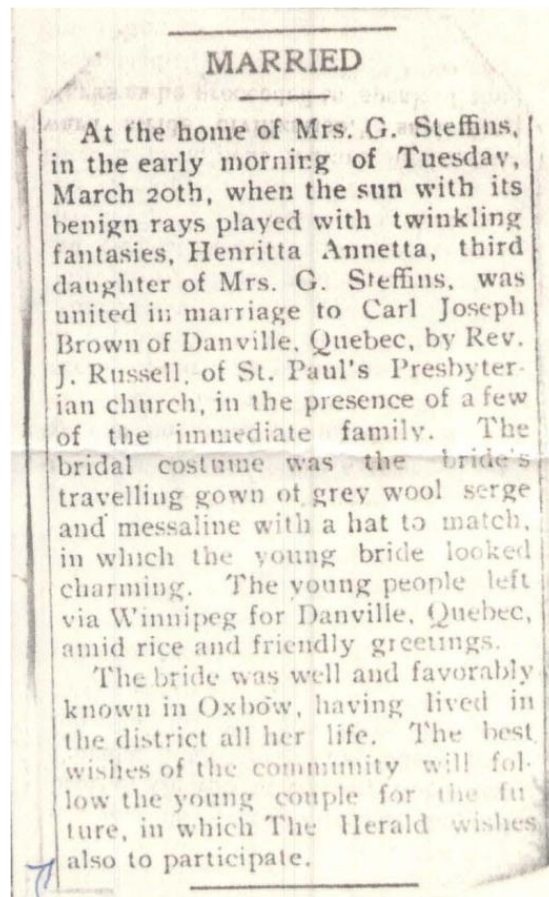 MARRIED
At the home of Mrs. G. Steffins,
in the early morning of Tuesday,
March 20th, when the sun with its
benign rays played with twinkling
fantasies, Henritta Annetta, third
daughter of Mrs. G. Steffins, was
united in marriage to Carl Joseph
Brown of Danville, Quebec, by Rev.
J. Russell, of St. Paul's Presbyter-
ian church, in the presence of a few
of the immediate family. The
bridal costume was the bride's
travelling gown of grey wool serge
and messaline with a hat to match,
in which the young bride looked
charming. The young people left
via Winnipeg for Danville, Quebec,
amid rice and friendly greetings.
The bride was well and favorably
known in Oxbow, having lived in
the district all her life. The best
wishes of the community will fol-
low the young couple for the fu
ture, in which The Herald wishes
also to participate.